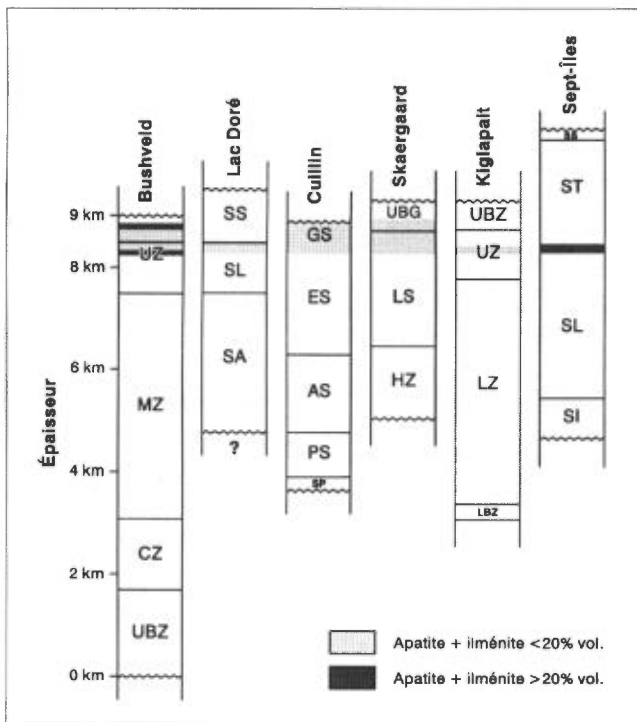 Bushveld
Lac Doré
Cuillin
Skaergaard
Kiglapait
Sept-Îles
Épaisseur
9 km
8 km
6 km
4 km
2 km
0 km
UZ
MZ
CZ
UBZ
SS
SL
SA
?
GS
ES
AS
PS
SP
UBG
LS
HZ
UBZ
UZ
LZ
LBZ
ST
SL
SI
Apatite + ilménite <20% vol.
Apatite + ilménite >20% vol.